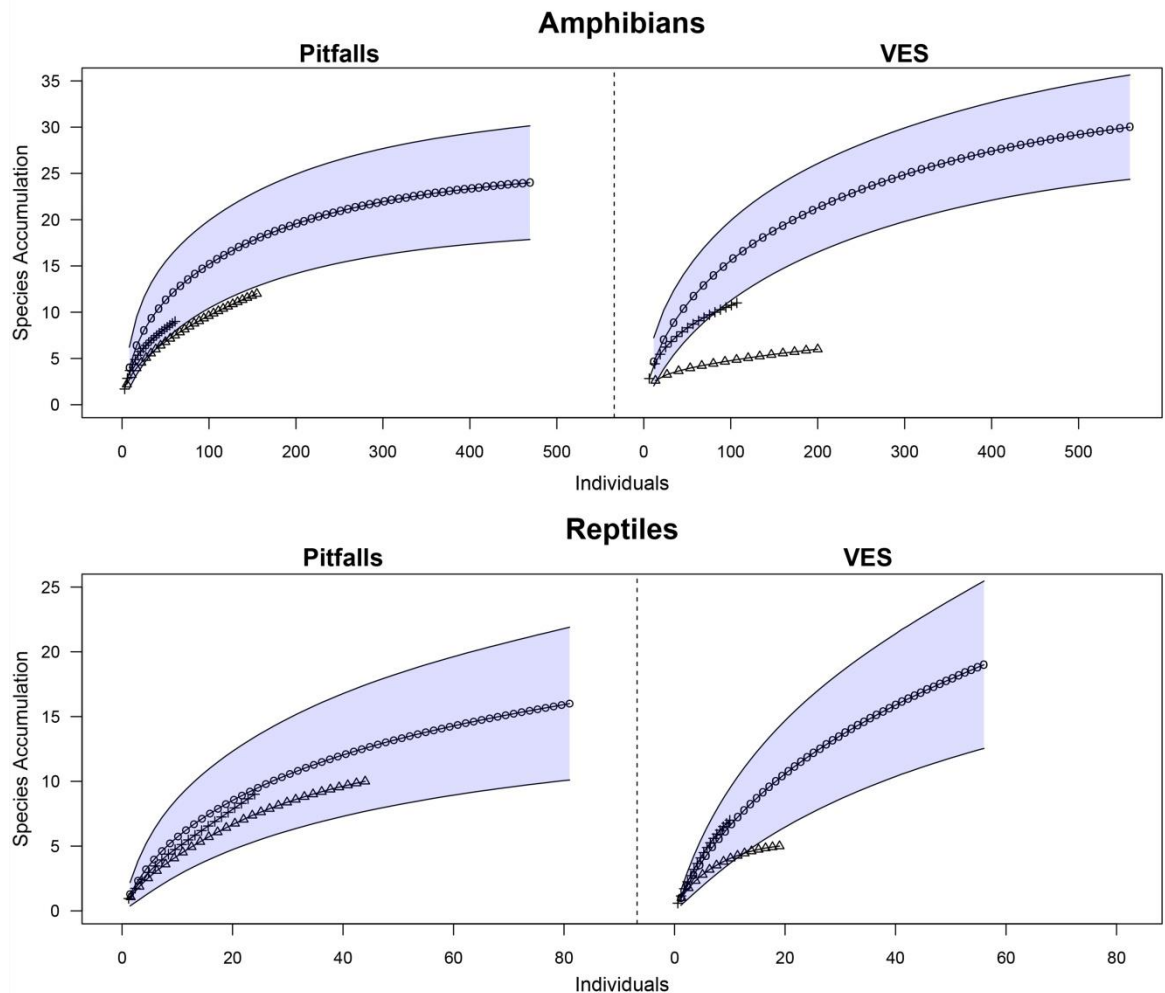 Amphibians
Pitfalls VES
Species Accumulation
35
30
25
20
15
10
5
0
0 100 200 300 400 500 0 100 200 300 400 500
Individuals
Reptiles
Pitfalls VES
Species Accumulation
25
20
15
10
5
0
0 20 40 60 80 0 20 40 60 80
Individuals